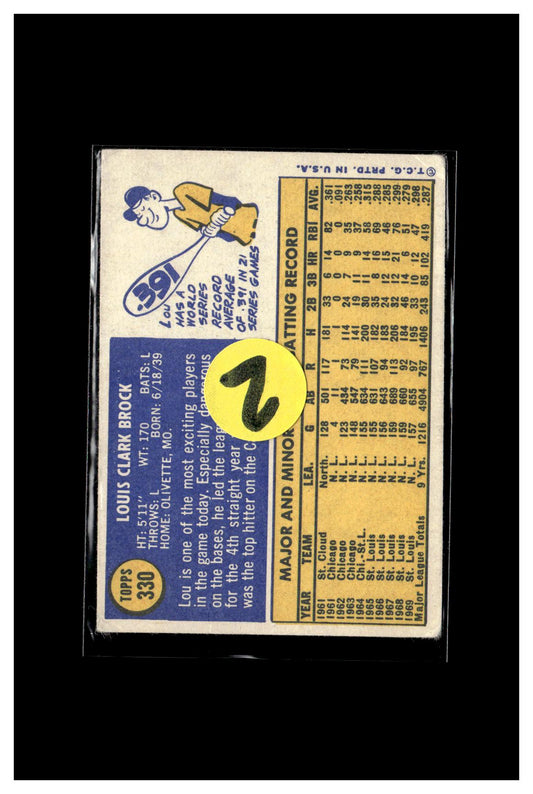 TOPPS
330
LOUIS CLARK BROCK
HT: 5'11" WT: 170 BATS: L
THROWS: L BORN: 6/18/39
HOME: OLIVETTE, MO.
Lou is one of the most exciting players
in the game today. Especially dangerous
on the bases, he led the leag
for the 4th straight year
was the top hitter on the C
2
.391
LOU
HAS A
WORLD
SERIES
RECORD
AVERAGE
OF .391 IN 21
SERIES GAMES
MAJOR AND MINOR ATTING RECORD
YEAR TEAM LEA. G AB R H 2B 3B HR RBI AVG.
1961 St. Cloud North. 128 501 117 181 33 6 14 82 .361
1961 Chicago N. L. 4 11 1 1 0 0 0 0 .091
1962 Chicago N. L. 123 434 73 114 24 7 9 35 .263
1963 Chicago N. L. 148 547 79 141 19 11 9 37 .258
1964 Chi.-St.L. N. L. 155 634 111 200 30 11 14 58 .315
1965 St. Louis N. L. 155 631 107 182 35 8 16 69 .288
1966 St. Louis N. L. 156 643 94 183 24 12 15 46 .285
1967 St. Louis N. L. 159 689 113 206 32 12 21 76 .299
1968 St. Louis N. L. 159 660 92 184 46 14 6 51 .279
1969 St. Louis N. L. 157 655 97 195 33 10 12 47 .298
Major League Totals 9 Yrs. 1216 4904 767 1406 243 85 102 419 .287
© T.C.G. PRTD. IN U.S.A.